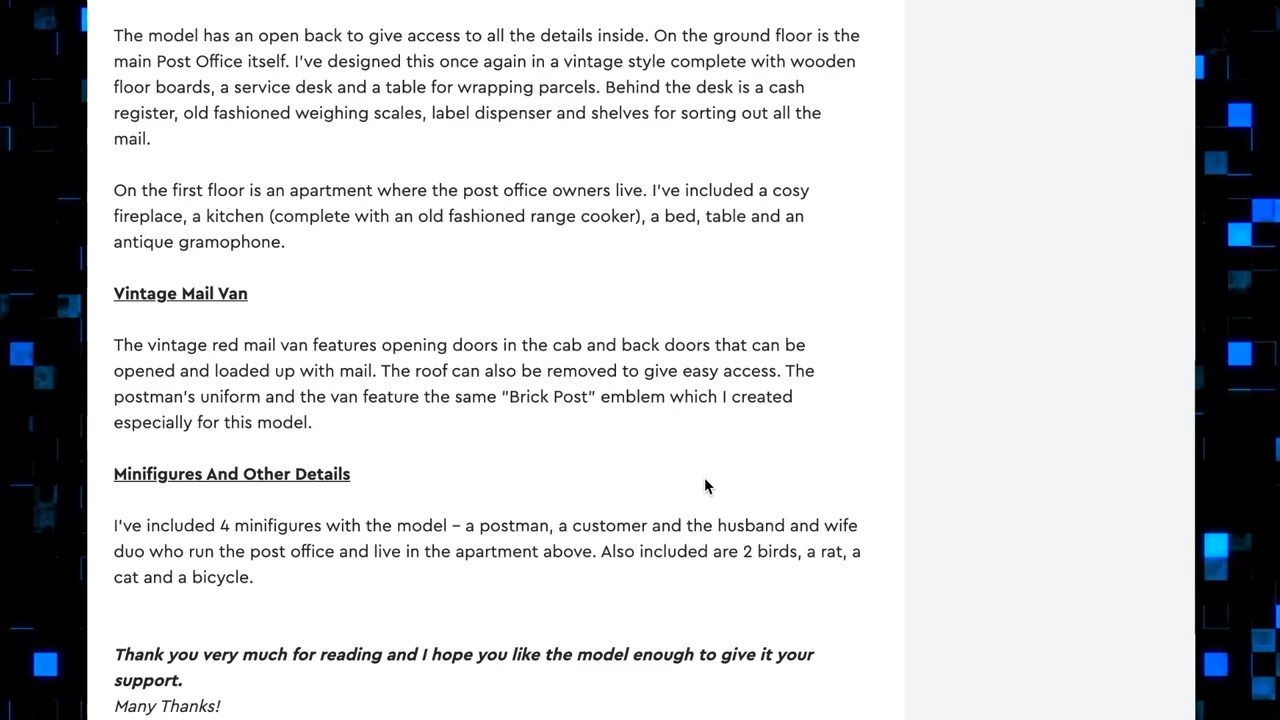 The model has an open back to give access to all the details inside. On the ground floor is the
main Post Office itself. I've designed this once again in a vintage style complete with wooden
floor boards, a service desk and a table for wrapping parcels. Behind the desk is a cash
register, old fashioned weighing scales, label dispenser and shelves for sorting out all the
mail.
On the first floor is an apartment where the post office owners live. I've included a cosy
fireplace, a kitchen (complete with an old fashioned range cooker), a bed, table and an
antique gramophone.
Vintage Mail Van
The vintage red mail van features opening doors in the cab and back doors that can be
opened and loaded up with mail. The roof can also be removed to give easy access. The
postman's uniform and the van feature the same "Brick Post" emblem which I created
especially for this model.
Minifigures And Other Details
I've included 4 minifigures with the model – a postman, a customer and the husband and wife
duo who run the post office and live in the apartment above. Also included are 2 birds, a rat, a
cat and a bicycle.
Thank you very much for reading and I hope you like the model enough to give it your
support.
Many Thanks!